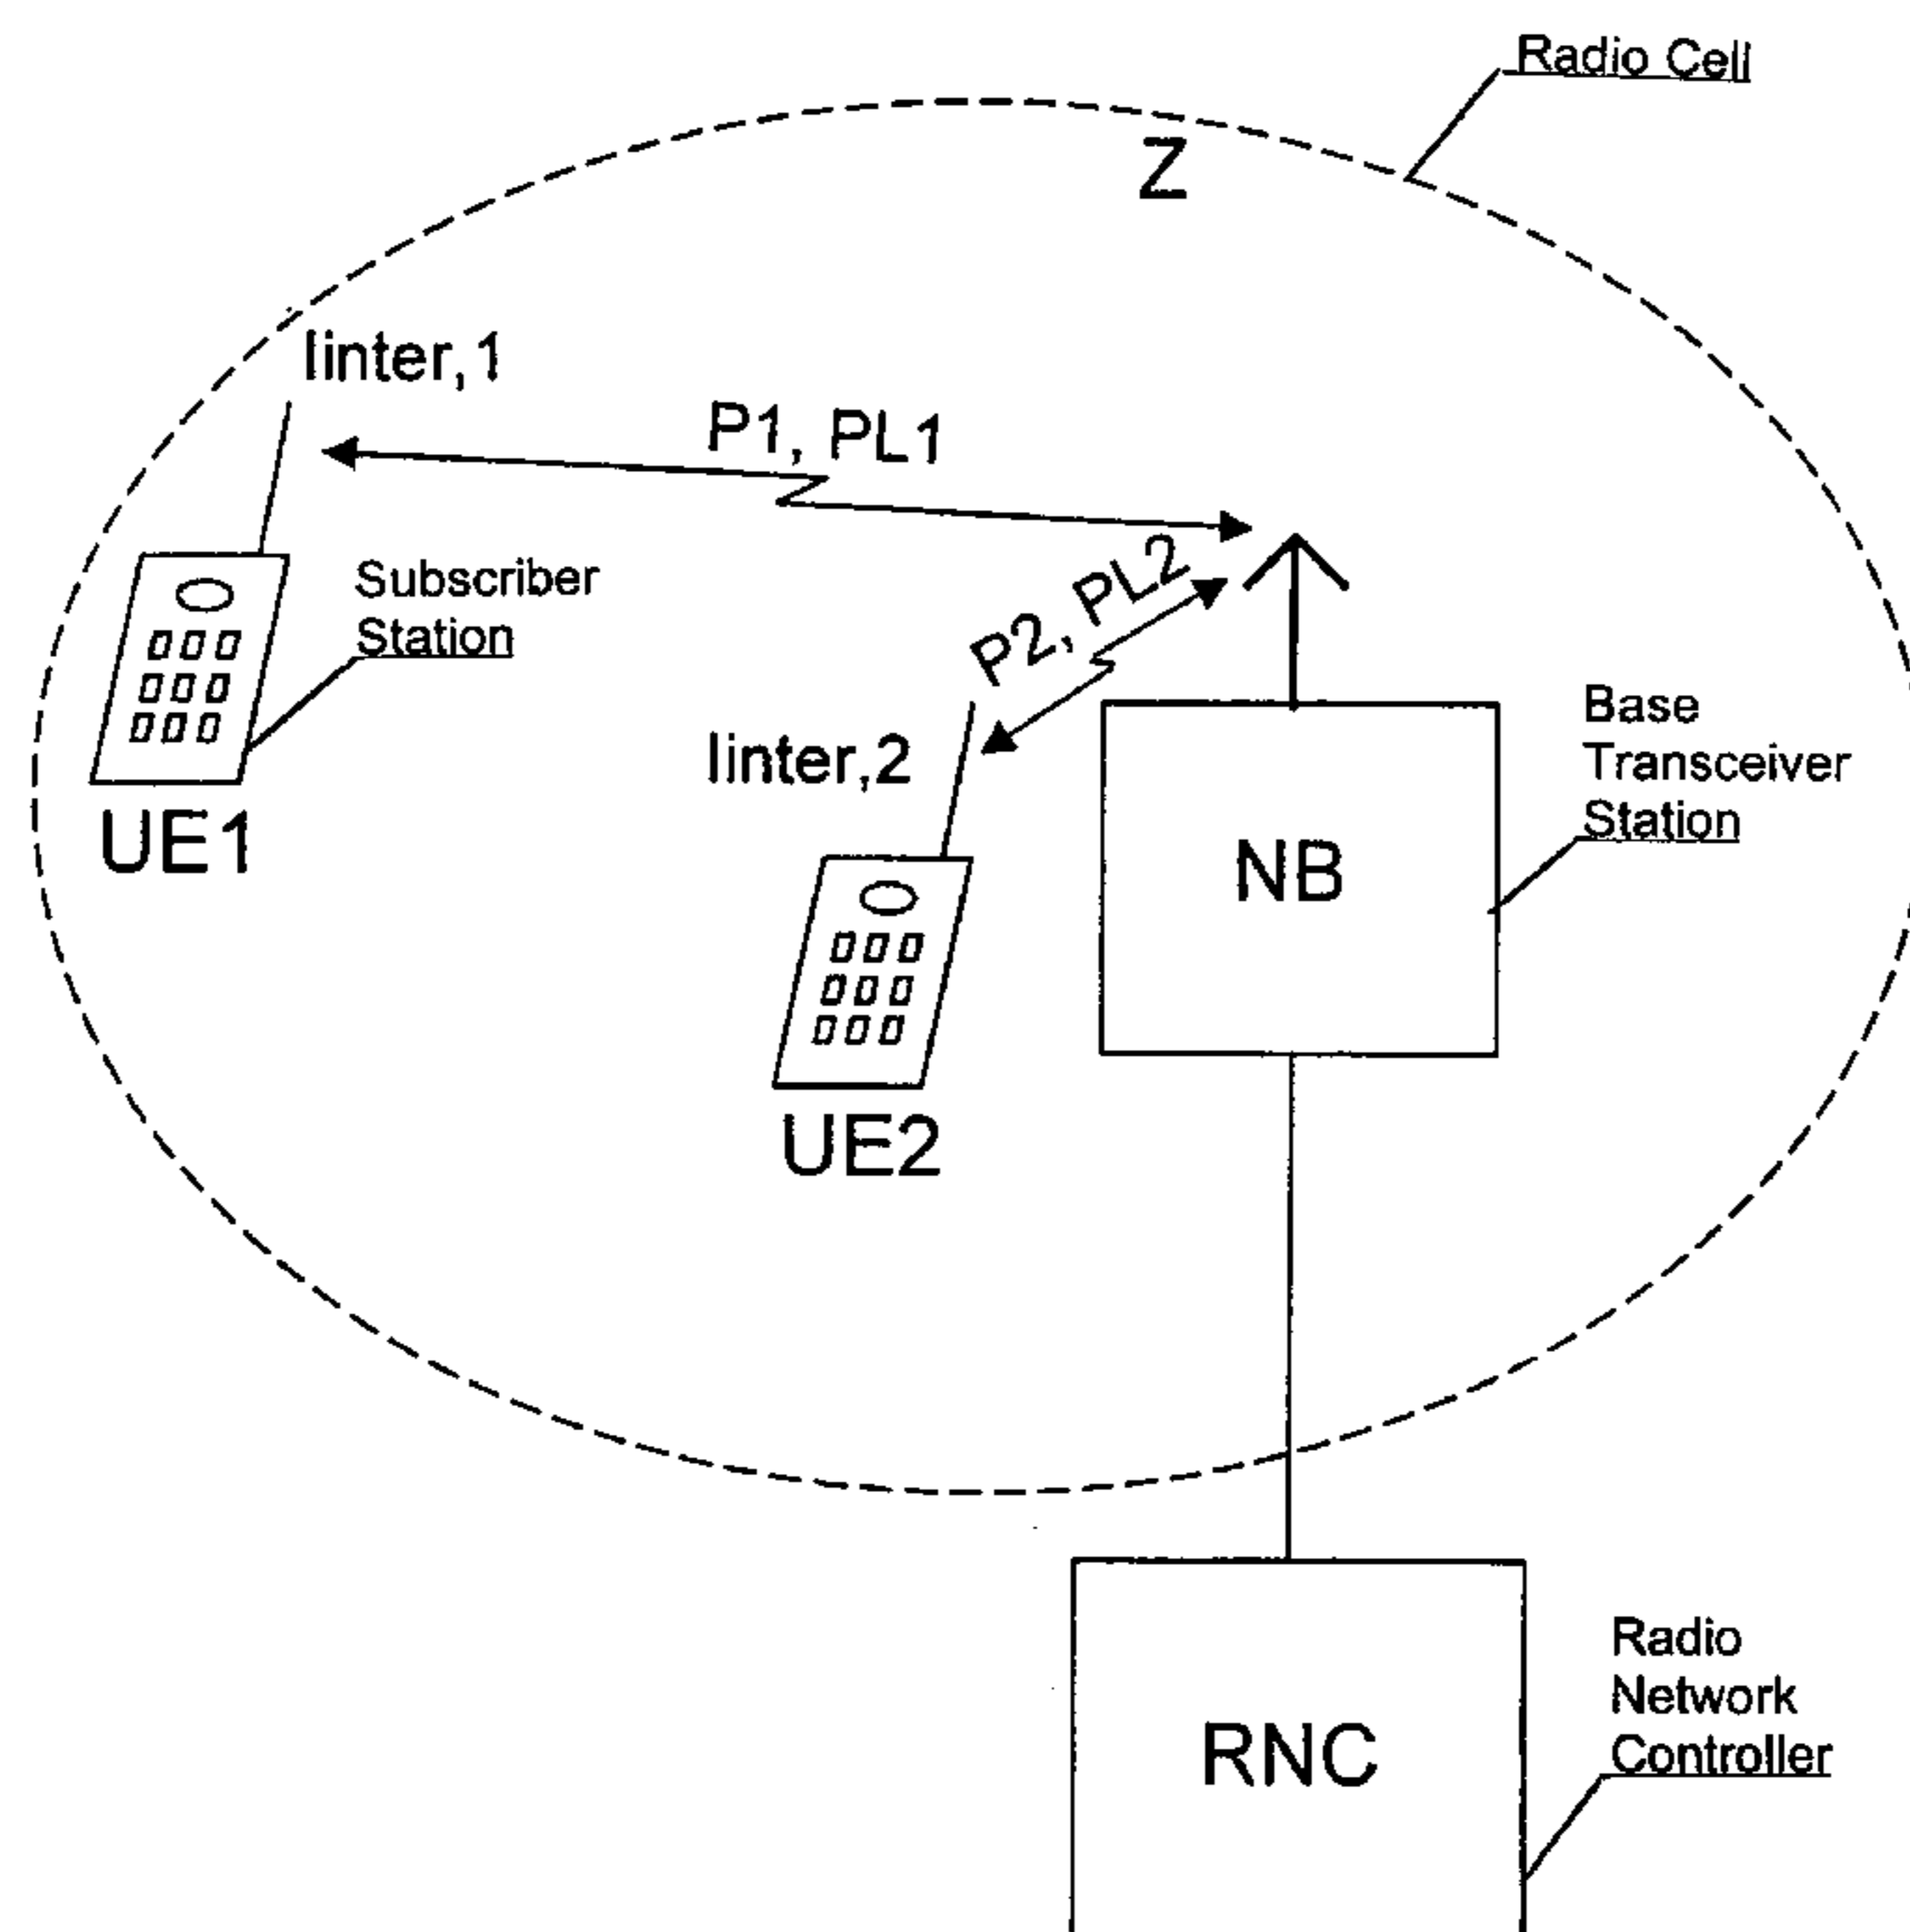 Radio Cell
Z
Iinter,1
P1, PL1
Subscriber
Station
P2, PL2
UE1
Iinter,2
Base
Transceiver
Station
NB
UE2
Radio
Network
Controller
RNC